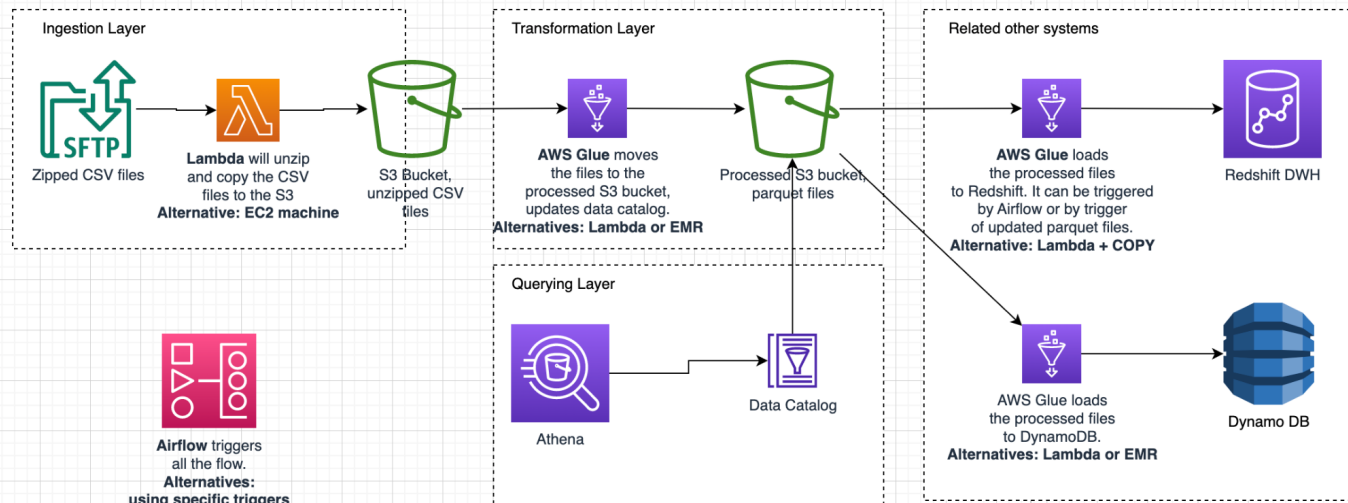 Ingestion Layer
SFTP
Zipped CSV files
Lambda will unzip
and copy the CSV
files to the S3
Alternative: EC2 machine
S3 Bucket,
unzipped CSV
files
Transformation Layer
AWS Glue moves
the files to the
processed S3 bucket,
updates data catalog.
Alternatives: Lambda or EMR
Processed S3 bucket,
parquet files
Related other systems
AWS Glue loads
the processed files
to Redshift. It can be triggered
by Airflow or by trigger
of updated parquet files.
Alternative: Lambda + COPY
Redshift DWH
Airflow triggers
all the flow.
Alternatives:
using specific triggers
Querying Layer
Athena
Data Catalog
AWS Glue loads
the processed files
to DynamoDB.
Alternatives: Lambda or EMR
Dynamo DB